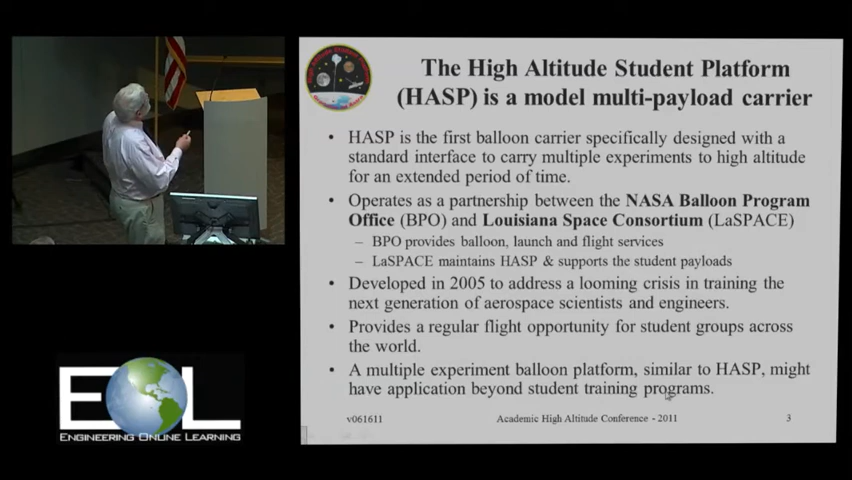 The High Altitude Student Platform
(HASP) is a model multi-payload carrier
• HASP is the first balloon carrier specifically designed with a
standard interface to carry multiple experiments to high altitude
for an extended period of time.
• Operates as a partnership between the NASA Balloon Program
Office (BPO) and Louisiana Space Consortium (LaSPACE)
– BPO provides balloon, launch and flight services
– LaSPACE maintains HASP & supports the student payloads
• Developed in 2005 to address a looming crisis in training the
next generation of aerospace scientists and engineers.
• Provides a regular flight opportunity for student groups across
the world.
• A multiple experiment balloon platform, similar to HASP, might
have application beyond student training programs.
v061611
Academic High Altitude Conference - 2011
3
EOL
ENGINEERING ONLINE LEARNING